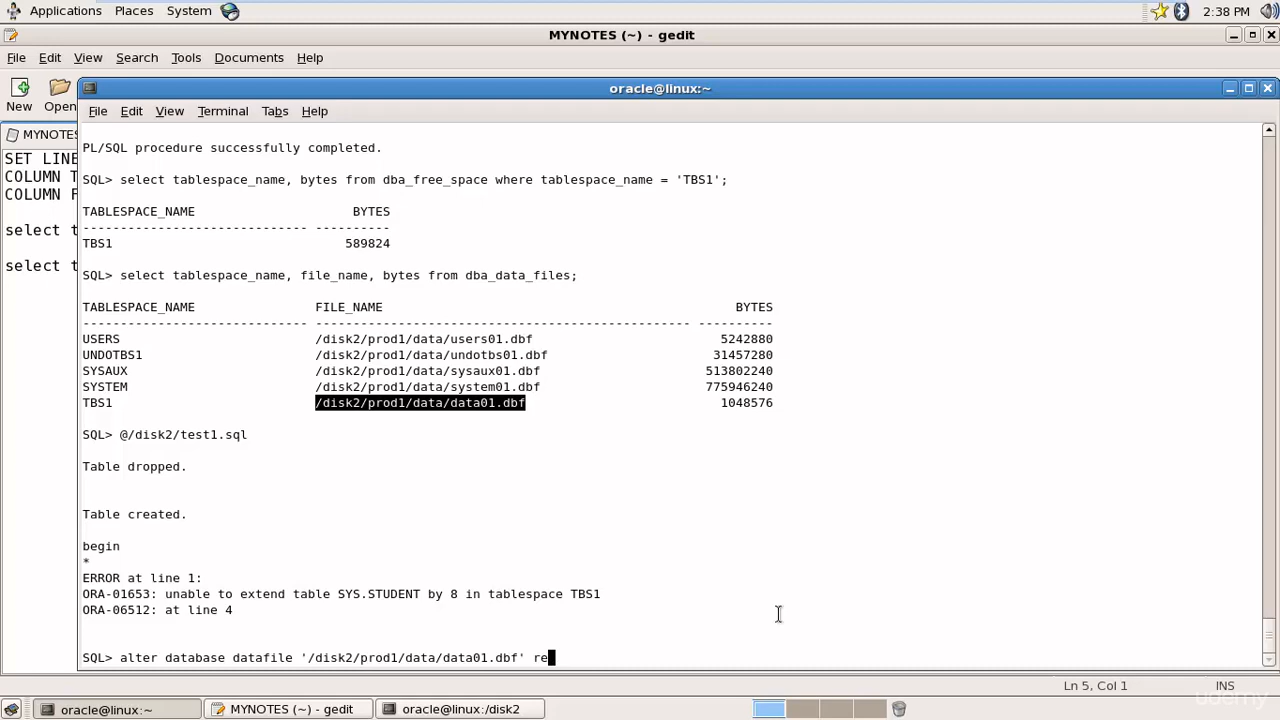 Applications Places System 2:38 PM
MYNOTES (~) - gedit
File Edit View Search Tools Documents Help
New Open
MYNOTES
SET LINE
COLUMN T
COLUMN F
select t
select t
oracle@linux:~
File Edit View Terminal Tabs Help
PL/SQL procedure successfully completed.
SQL> select tablespace_name, bytes from dba_free_space where tablespace_name = 'TBS1';
TABLESPACE_NAME BYTES
------------------------------ ----------
TBS1 589824
SQL> select tablespace_name, file_name, bytes from dba_data_files;
TABLESPACE_NAME FILE_NAME BYTES
------------------------------ -------------------------------------------------- ----------
USERS /disk2/prod1/data/users01.dbf 5242880
UNDOTBS1 /disk2/prod1/data/undotbs01.dbf 31457280
SYSAUX /disk2/prod1/data/sysaux01.dbf 513802240
SYSTEM /disk2/prod1/data/system01.dbf 775946240
TBS1 /disk2/prod1/data/data01.dbf 1048576
SQL> @/disk2/test1.sql
Table dropped.
Table created.
begin
*
ERROR at line 1:
ORA-01653: unable to extend table SYS.STUDENT by 8 in tablespace TBS1
ORA-06512: at line 4
SQL> alter database datafile '/disk2/prod1/data/data01.dbf' re
Ln 5, Col 1 INS
oracle@linux:~ MYNOTES (~) - gedit oracle@linux:/disk2
udemy